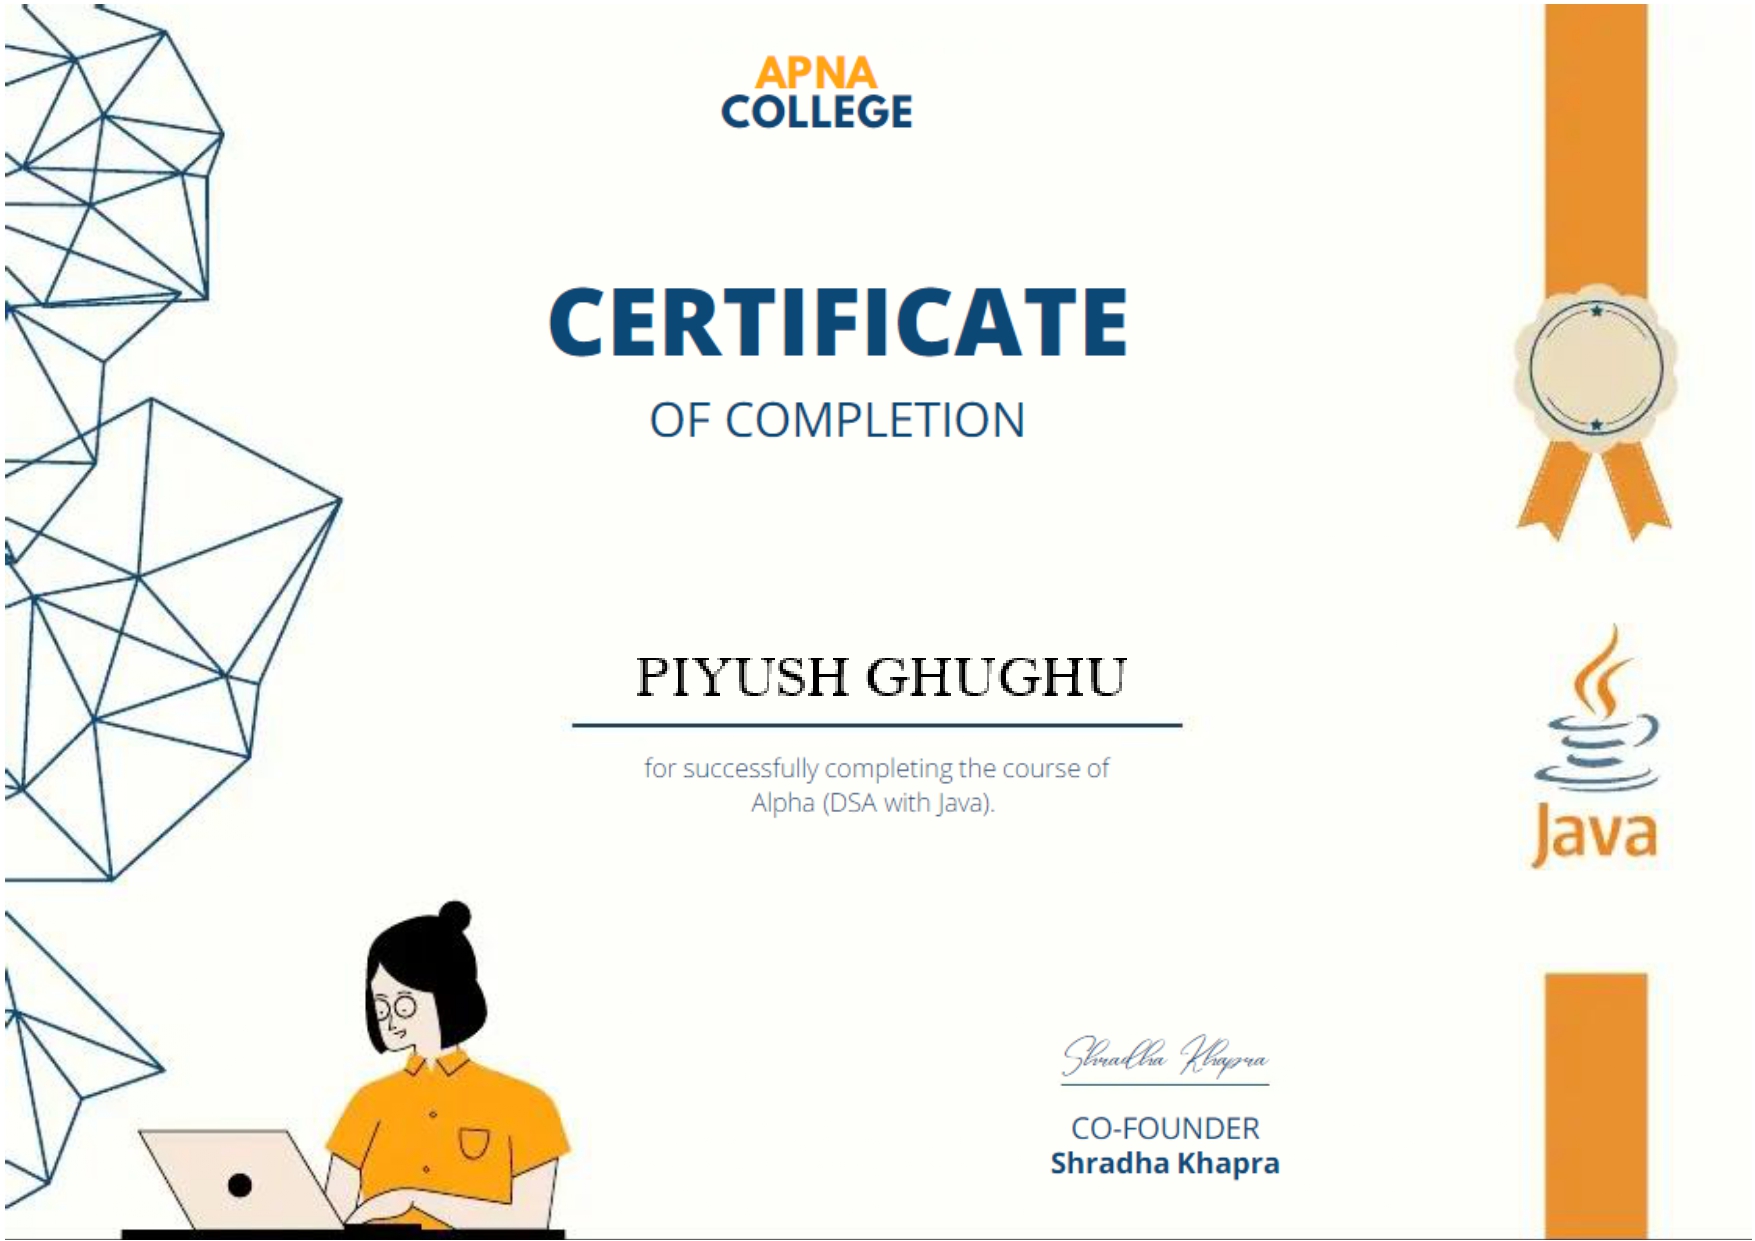 APNA
COLLEGE
CERTIFICATE
OF COMPLETION
PIYUSH GHUGHU
for successfully completing the course of
Alpha (DSA with Java).
Java
Shradha Khapra
CO-FOUNDER
Shradha Khapra